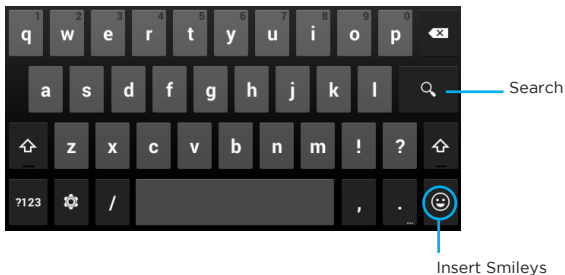 1 2 3 4 5 6 7 8 9 0
q w e r t y u i o p
a s d f g h j k l
Search
z x c v b n m ! ?
?123 / , . ...
Insert Smileys